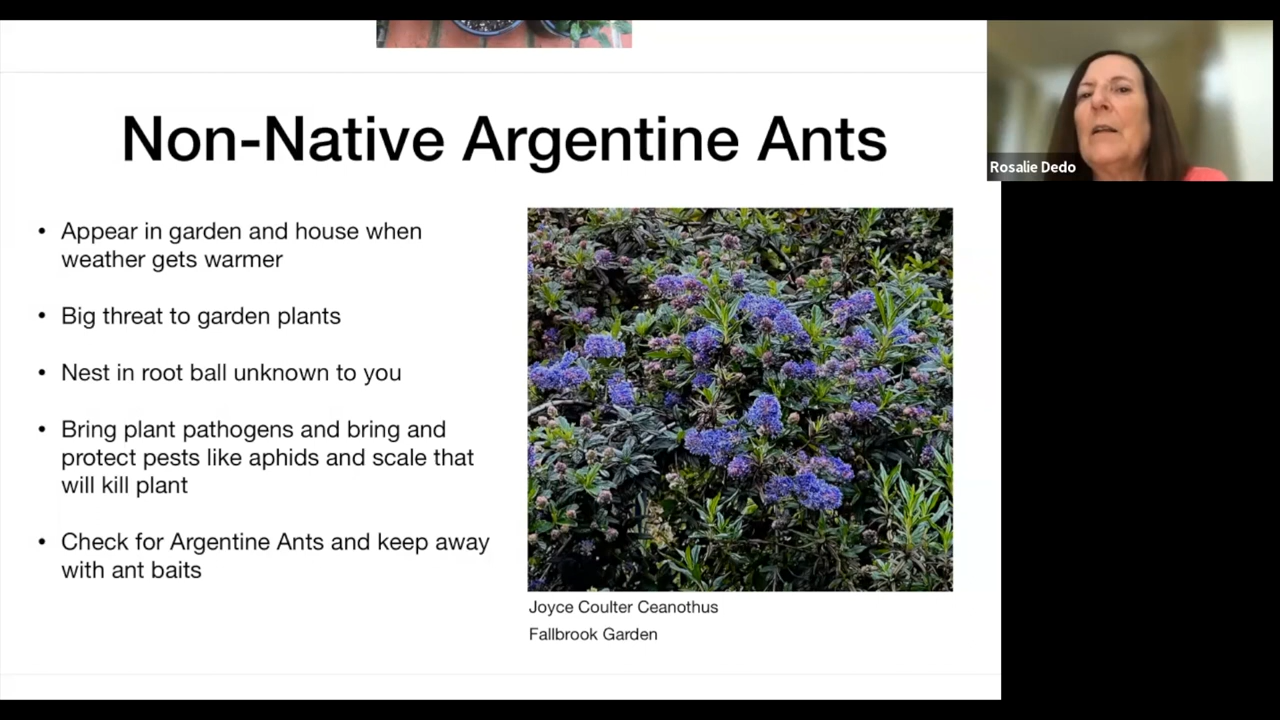 Non-Native Argentine Ants
Rosalie Dedo
• Appear in garden and house when
weather gets warmer
• Big threat to garden plants
• Nest in root ball unknown to you
• Bring plant pathogens and bring and
protect pests like aphids and scale that
will kill plant
• Check for Argentine Ants and keep away
with ant baits
Joyce Coulter Ceanothus
Fallbrook Garden